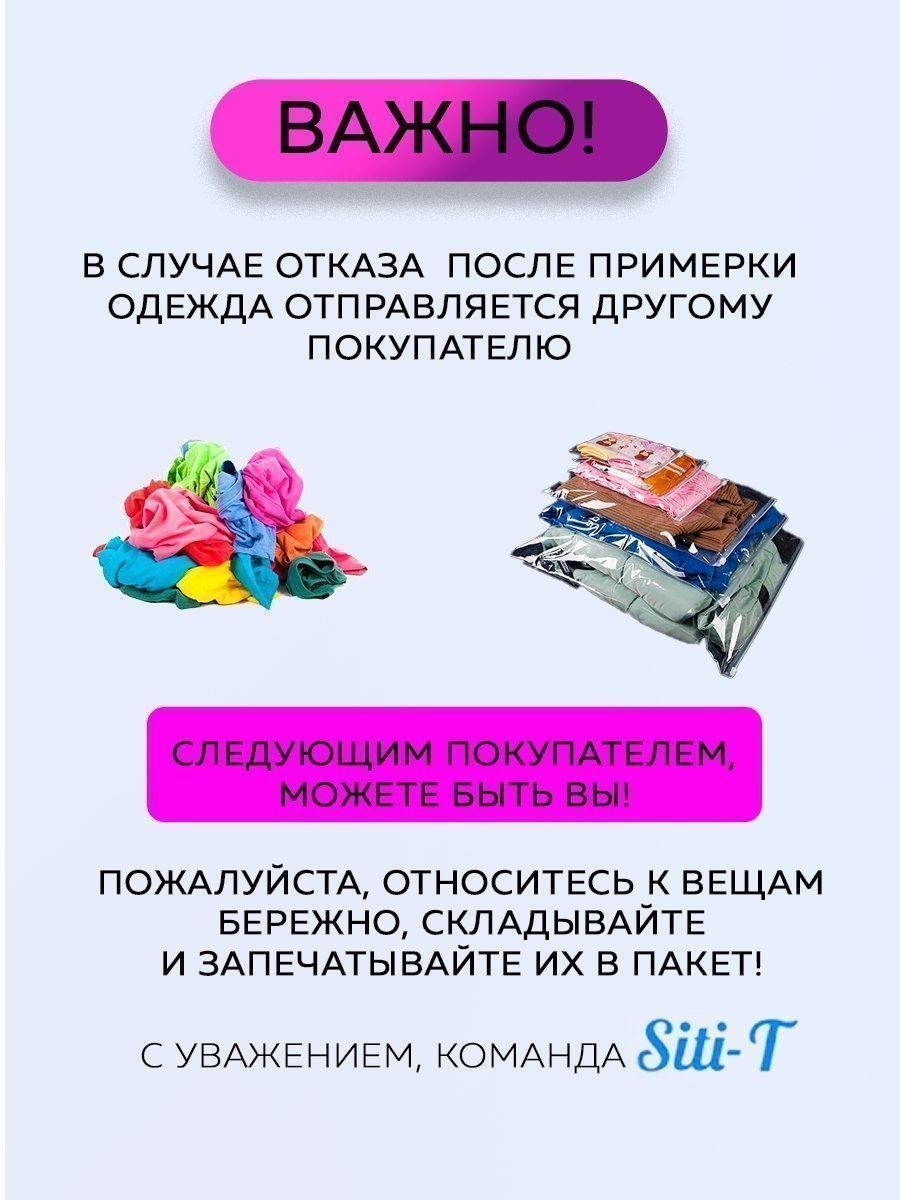 ВАЖНО!
В СЛУЧАЕ ОТКАЗА ПОСЛЕ ПРИМЕРКИ
ОДЕЖДА ОТПРАВЛЯЕТСЯ ДРУГОМУ
ПОКУПАТЕЛЮ
СЛЕДУЮЩИМ ПОКУПАТЕЛЕМ,
МОЖЕТЕ БЫТЬ ВЫ!
ПОЖАЛУЙСТА, ОТНОСИТЕСЬ К ВЕЩАМ
БЕРЕЖНО, СКЛАДЫВАЙТЕ
И ЗАПЕЧАТЫВАЙТЕ ИХ В ПАКЕТ!
С УВАЖЕНИЕМ, КОМАНДА Siti-T